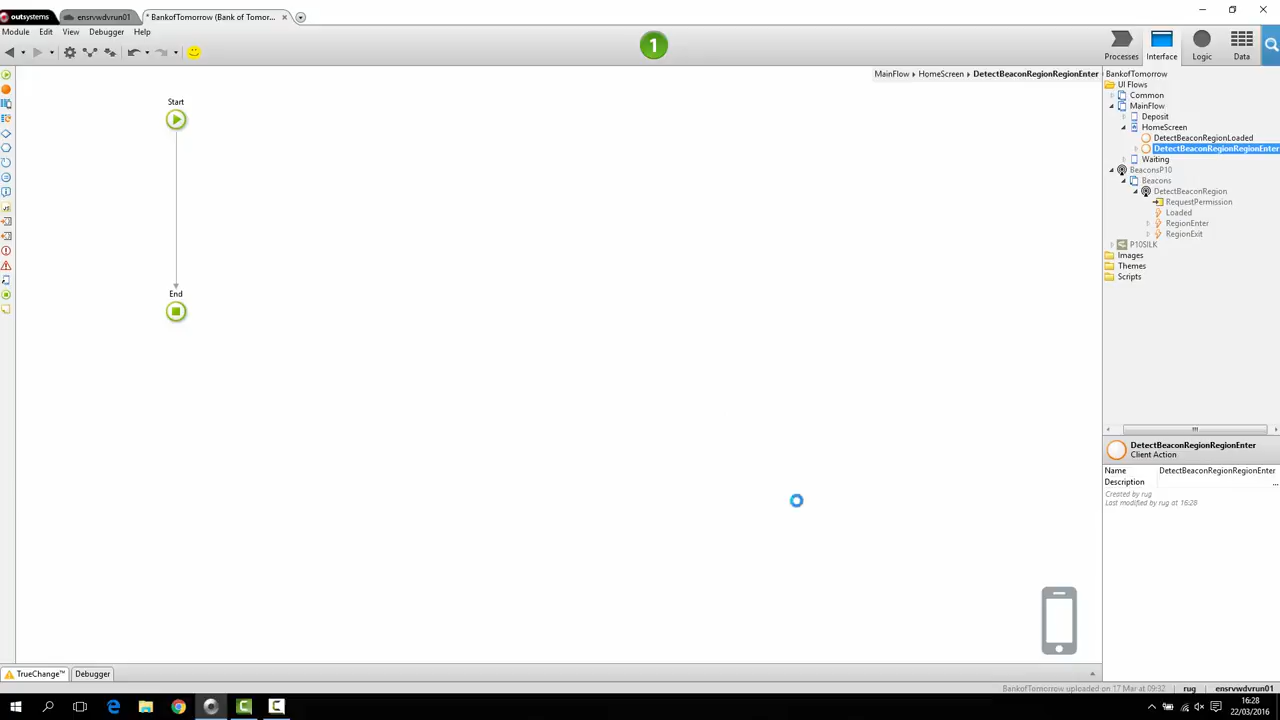 outsystems
ensrvwdvrun01
* BankofTomorrow (Bank of Tomor...
Module
Edit
View
Debugger
Help
1
Processes
Interface
Logic
Data
MainFlow
HomeScreen
DetectBeaconRegionRegionEnter
BankofTomorrow
UI Flows
Common
MainFlow
Deposit
HomeScreen
DetectBeaconRegionLoaded
DetectBeaconRegionRegionEnter
Waiting
BeaconsP10
Beacons
DetectBeaconRegion
RequestPermission
Loaded
RegionEnter
RegionExit
P10SILK
Images
Themes
Scripts
Start
End
DetectBeaconRegionRegionEnter
Client Action
Name DetectBeaconRegionRegionEnter
Description ...
Created by rug
Last modified by rug at 16:28
TrueChange™
Debugger
BankofTomorrow uploaded on 17 Mar at 09:32
rug
ensrvwdvrun01
16:28
22/03/2016